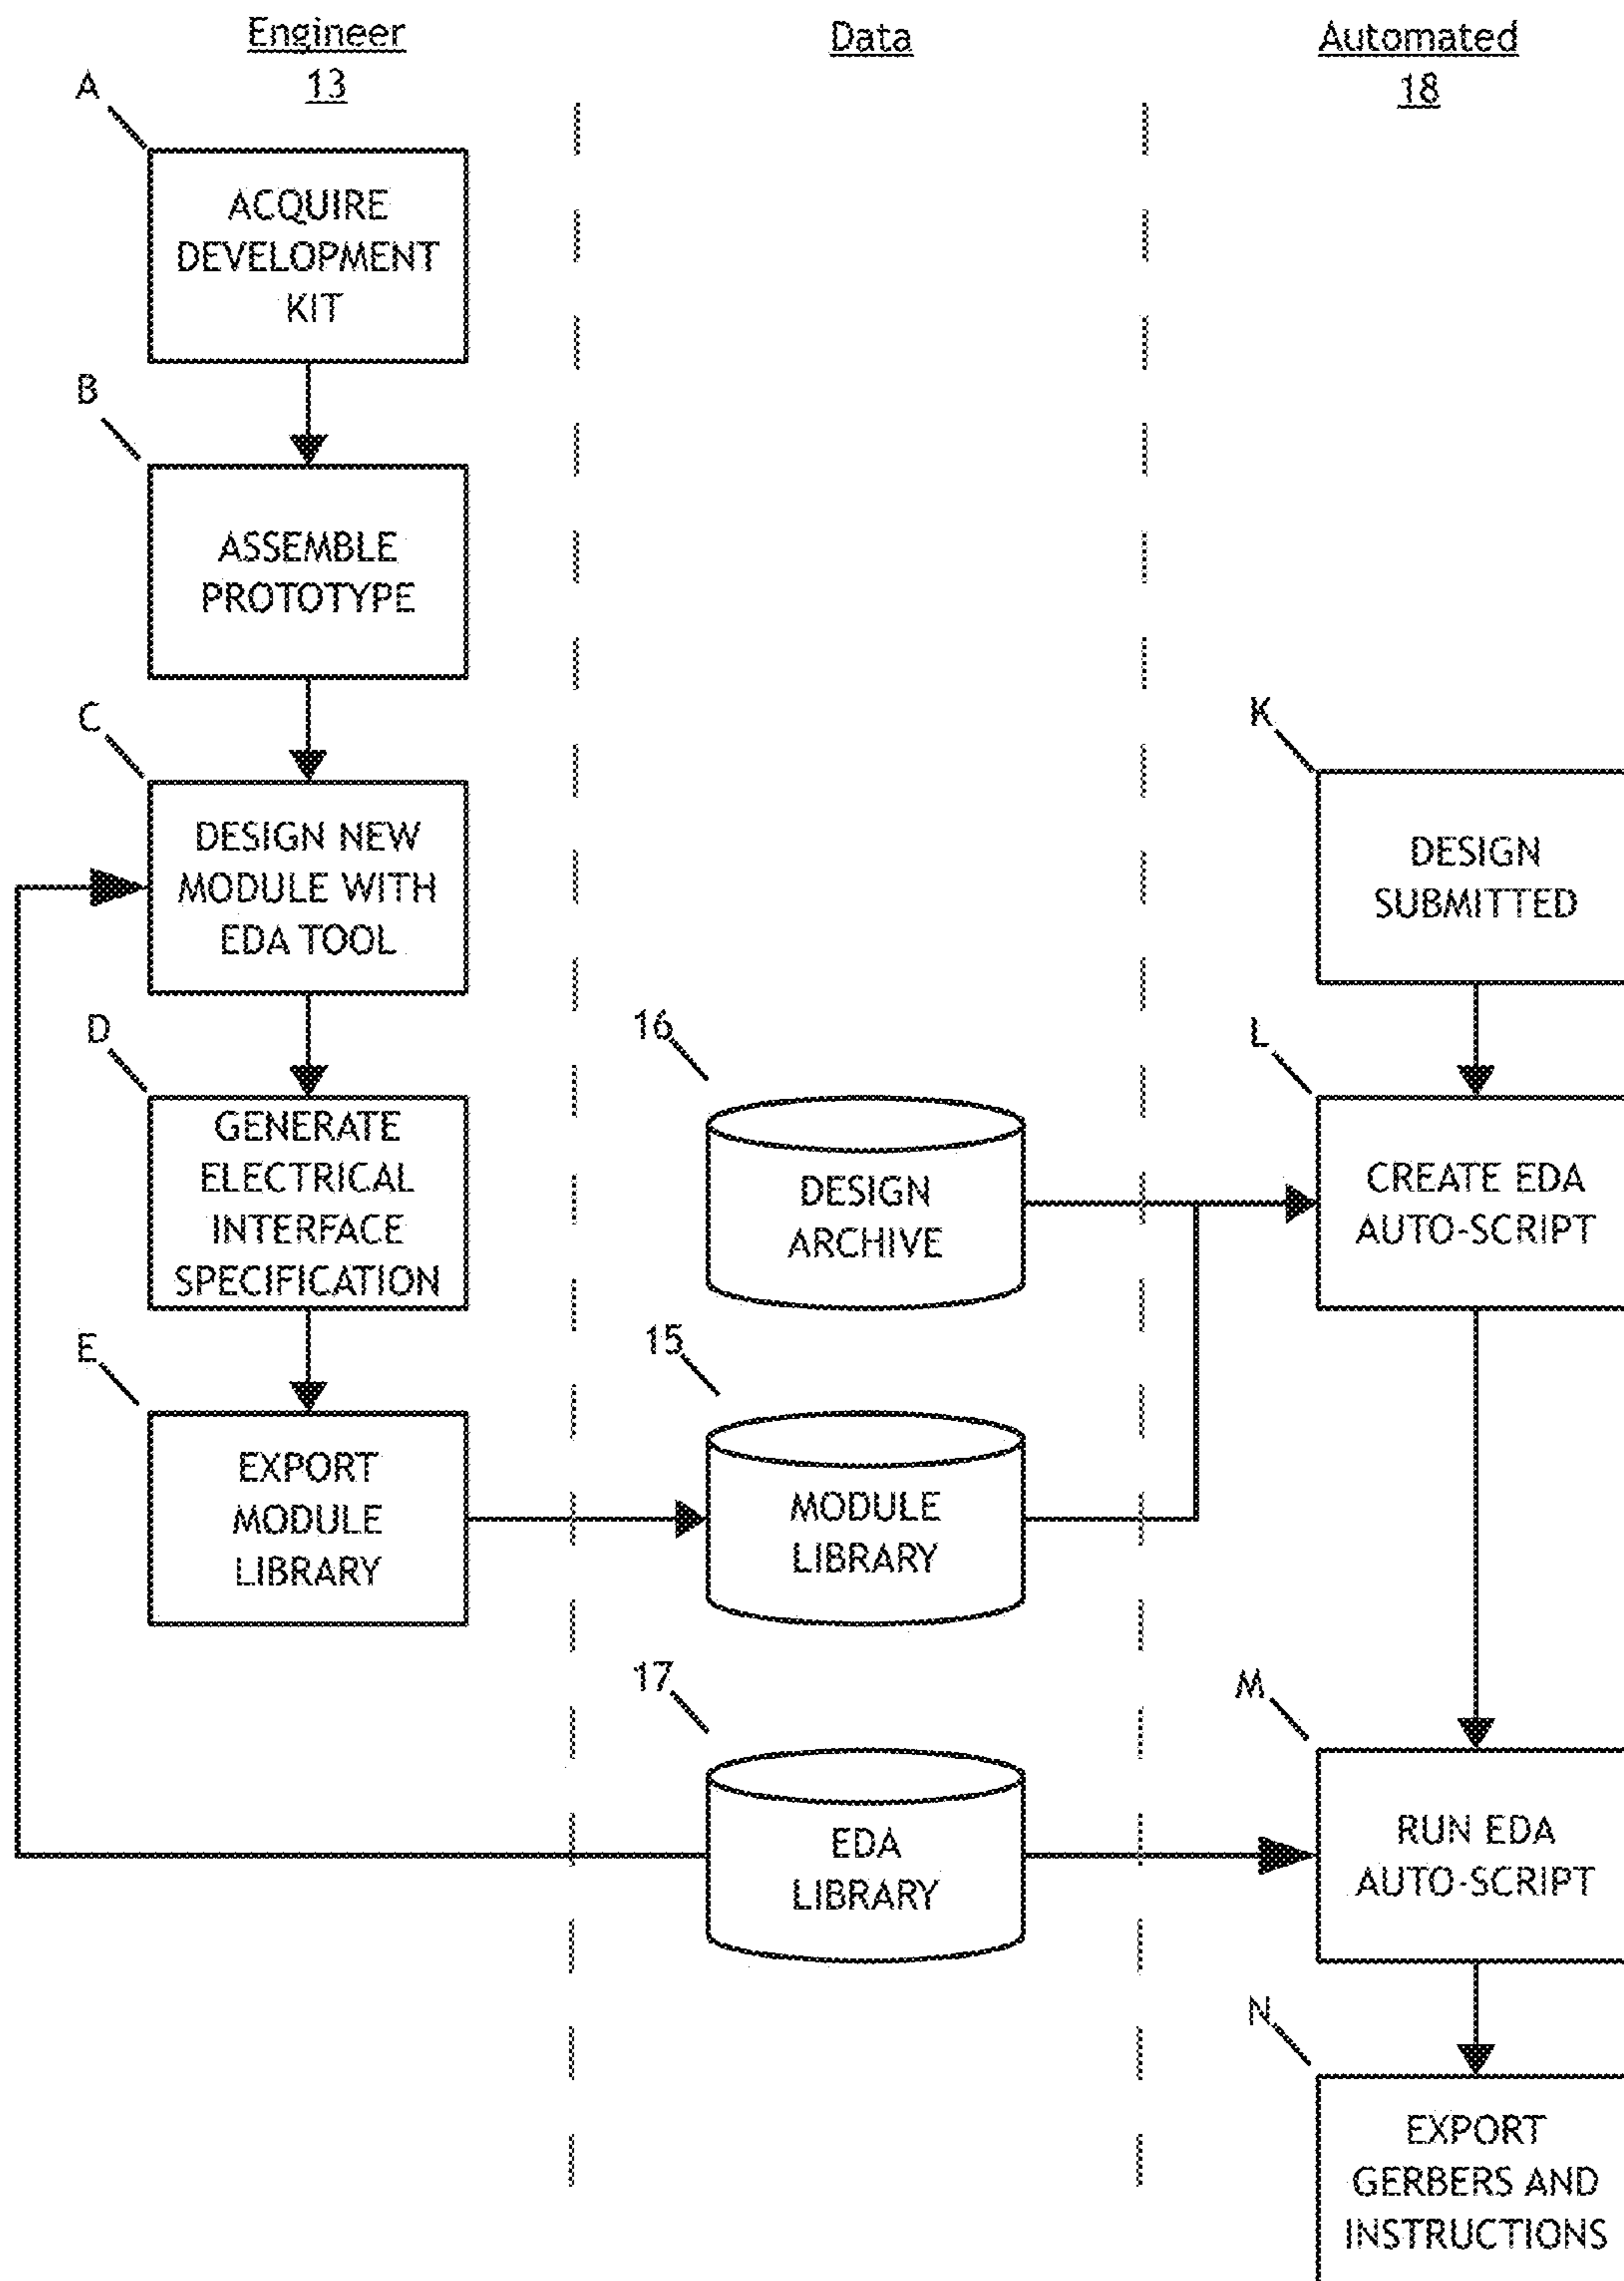 Engineer
13
Data
Automated
18
A
ACQUIRE
DEVELOPMENT
KIT
B
ASSEMBLE
PROTOTYPE
C
DESIGN NEW
MODULE WITH
EDA TOOL
K
DESIGN
SUBMITTED
D
GENERATE
ELECTRICAL
INTERFACE
SPECIFICATION
16
DESIGN
ARCHIVE
L
CREATE EDA
AUTO-SCRIPT
E
EXPORT
MODULE
LIBRARY
15
MODULE
LIBRARY
17
EDA
LIBRARY
M
RUN EDA
AUTO-SCRIPT
N
EXPORT
GERBERS AND
INSTRUCTIONS